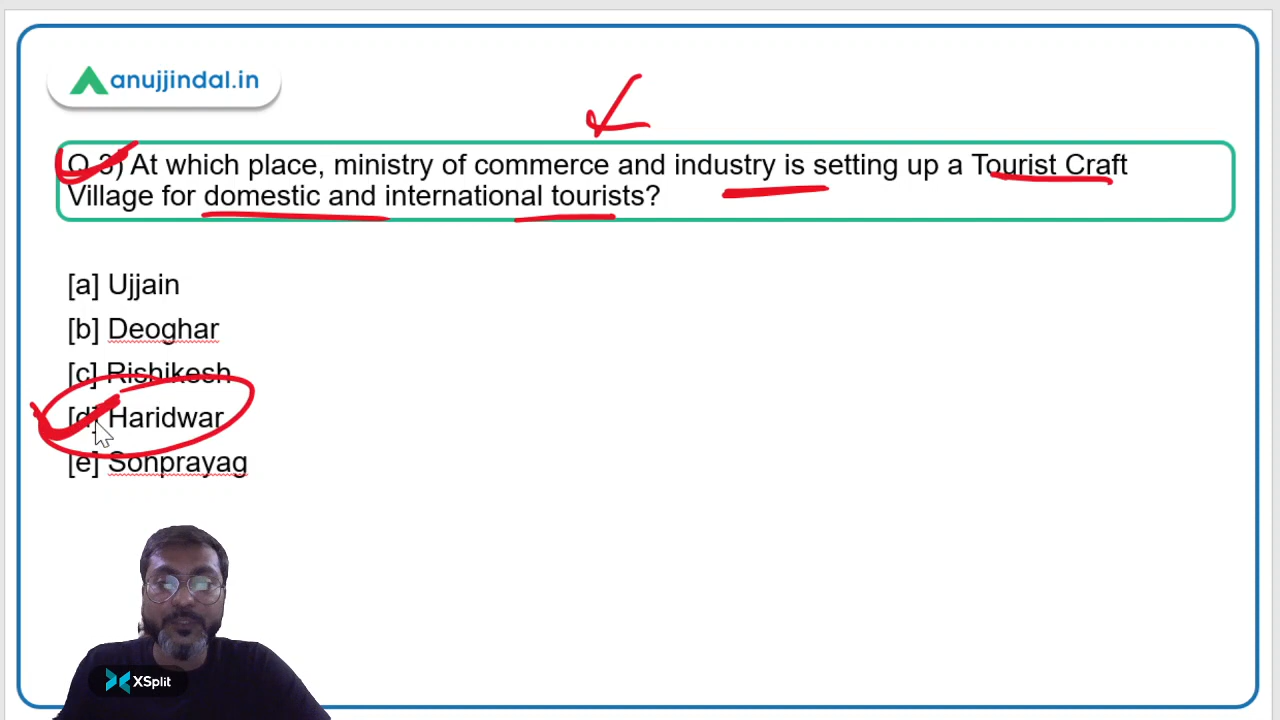 anujjindal.in
Q.3) At which place, ministry of commerce and industry is setting up a Tourist Craft
Village for domestic and international tourists?
[a] Ujjain
[b] Deoghar
[c] Rishikesh
[d] Haridwar
[e] Sonprayag
XSplit